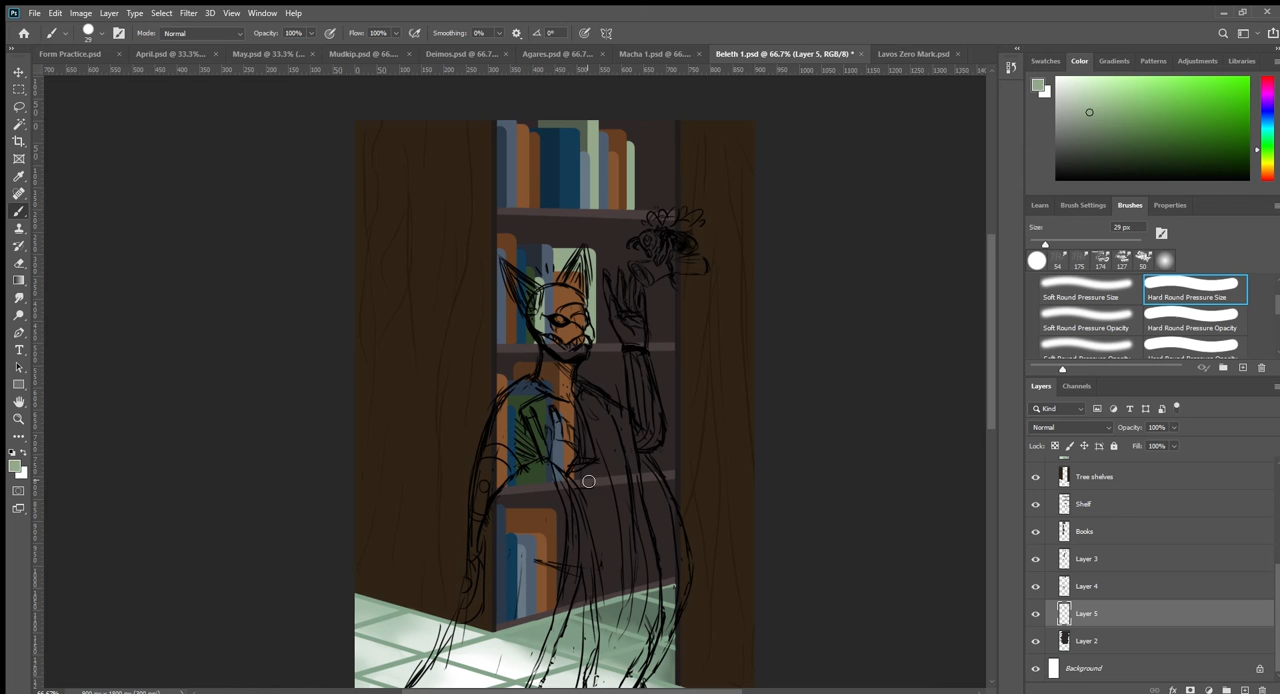 Ps File Edit Image Layer Type Select Filter 3D View Window Help
29 Mode: Normal Opacity: 100% Flow: 100% Smoothing: 0% 0°
Form Practice.psd × April.psd @ 33.3%... × May.psd @ 33.3% (... × Mudkip.psd @ 66.... × Deimos.psd @ 66.7... × Agares.psd @ 66.7... × Macha 1.psd @ 66.... × Beleth 1.psd @ 66.7% (Layer 5, RGB/8) * × Lavos Zero Mark.psd ×
Swatches Color Gradients Patterns Adjustments Libraries
Learn Brush Settings Brushes Properties
Size: 29 px
54 175 174 127 50
Soft Round Pressure Size Hard Round Pressure Size
Soft Round Pressure Opacity Hard Round Pressure Opacity
Layers Channels
Kind
Normal Opacity: 100%
Lock: Fill: 100%
Tree shelves
Shelf
Books
Layer 3
Layer 4
Layer 5
Layer 2
Background